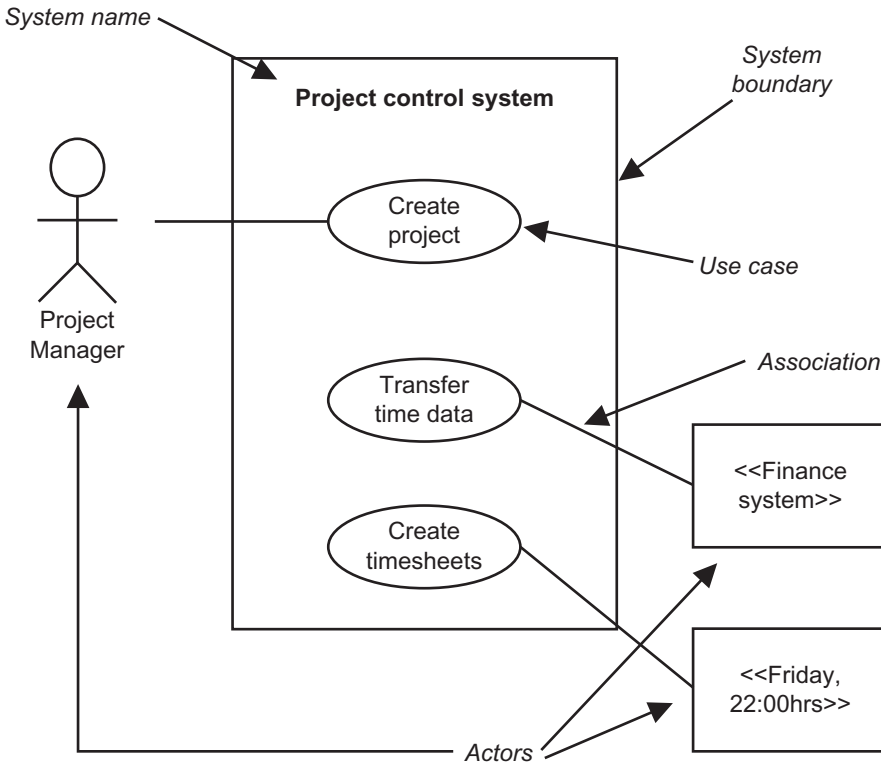 System name
System
boundary
Project control system
Create
project
Use case
Project
Manager
Association
Transfer
time data
<<Finance
system>>
Create
timesheets
<<Friday,
22:00hrs>>
Actors